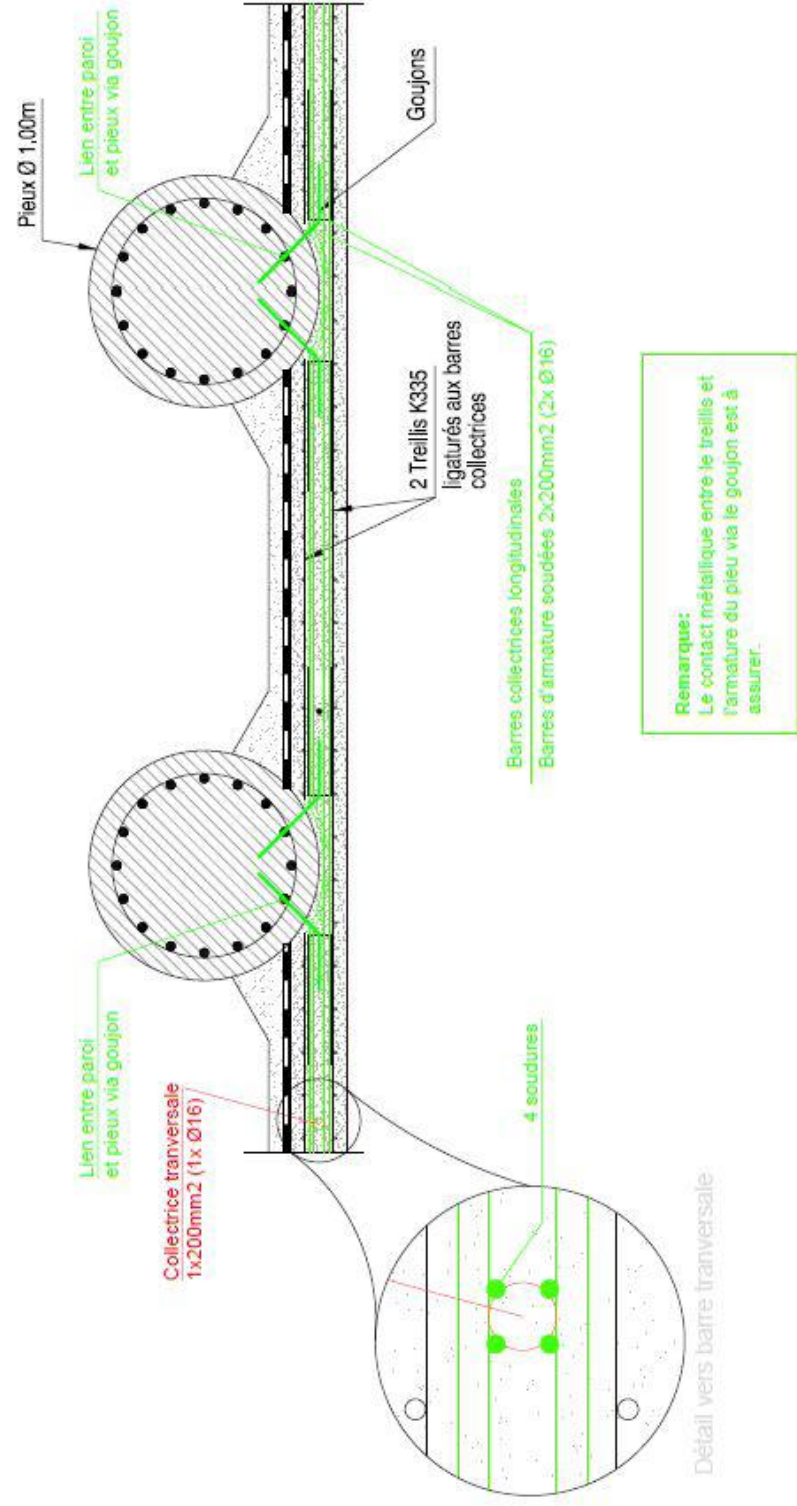 Pieux Ø 1,00m
Lien entre paroi
et pieux via goujon
Goujons
Lien entre paroi
et pieux via goujon
Collectrice tranversale
1x200mm2 (1x Ø16)
2 Treillis K335
ligaturés aux barres
collectrices
Barres collectrices longitudinales
Barres d'armature soudées 2x200mm2 (2x Ø16)
4 soudures
Détail vers barre tranversale
Remarque:
Le contact métallique entre le treillis et
l'armature du pieu via le goujon est à
assurer.